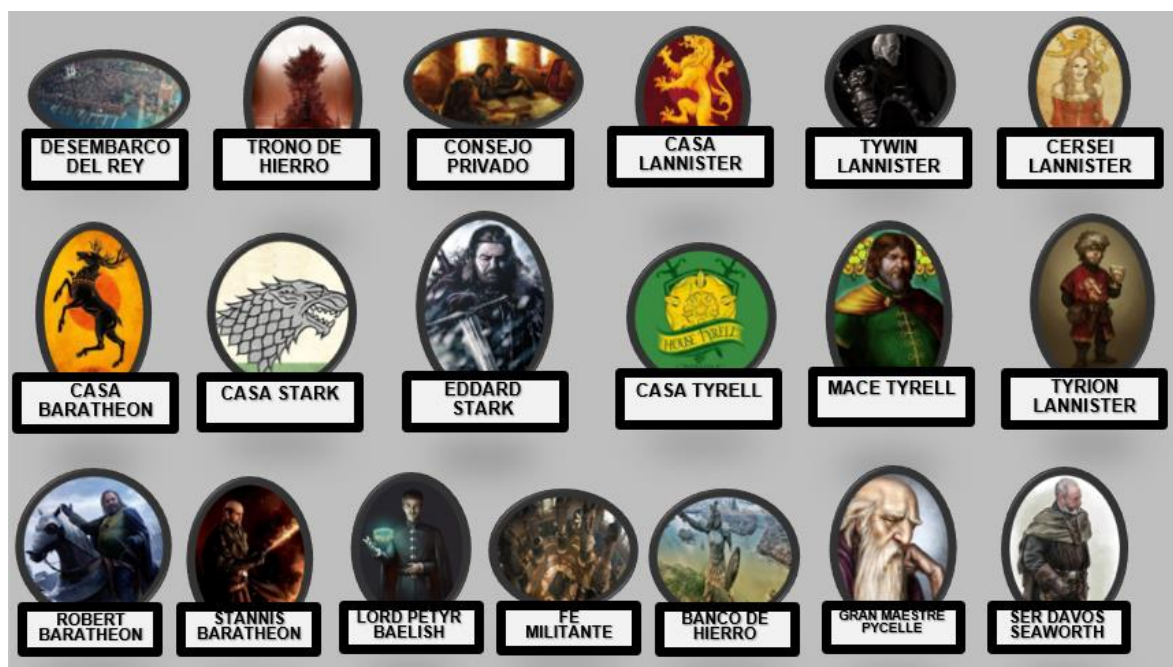 DESEMBARCO
DEL REY
TRONO DE
HIERRO
CONSEJO
PRIVADO
CASA
LANNISTER
TYWIN
LANNISTER
CERSEI
LANNISTER
CASA
BARATHEON
CASA STARK
EDDARD
STARK
HOUSE TYRELL
CASA TYRELL
MACE TYRELL
TYRION
LANNISTER
ROBERT
BARATHEON
STANNIS
BARATHEON
LORD PETYR
BAELISH
FE
MILITANTE
BANCO DE
HIERRO
GRAN MAESTRE
PYCELLE
SER DAVOS
SEAWORTH